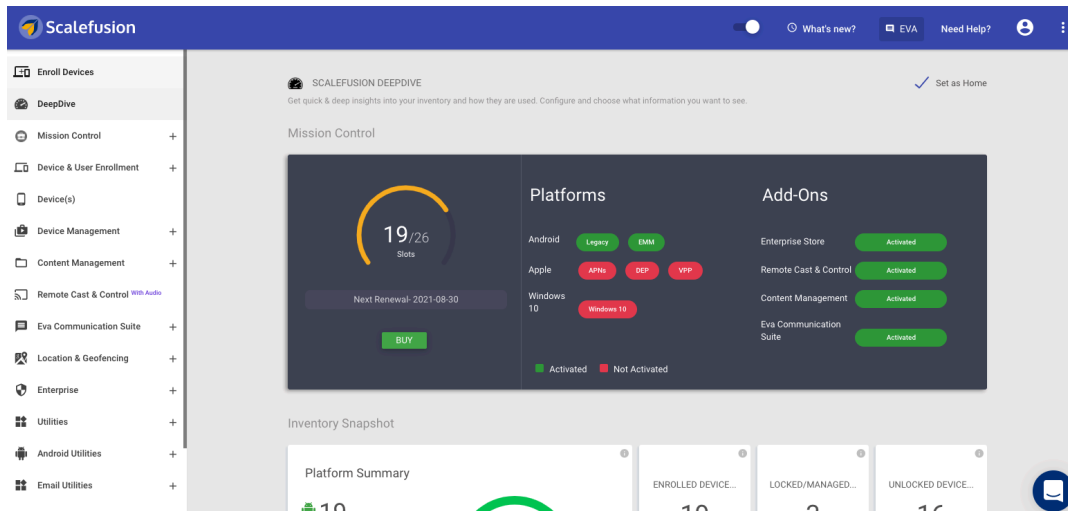 Scalefusion
What's new?
EVA
Need Help?
Enroll Devices
DeepDive
Mission Control
Device & User Enrollment
Device(s)
Device Management
Content Management
Remote Cast & Control With Audio
Eva Communication Suite
Location & Geofencing
Enterprise
Utilities
Android Utilities
Email Utilities
SCALEFUSION DEEPDIVE
Set as Home
Get quick & deep insights into your inventory and how they are used. Configure and choose what information you want to see.
Mission Control
19/26
Slots
Next Renewal- 2021-08-30
BUY
Platforms
Android Legacy EMM
Apple APNs DEP VPP
Windows
10 Windows 10
Activated Not Activated
Add-Ons
Enterprise Store Activated
Remote Cast & Control Activated
Content Management Activated
Eva Communication
Suite Activated
Inventory Snapshot
Platform Summary
19
ENROLLED DEVICE...
LOCKED/MANAGED...
UNLOCKED DEVICE...